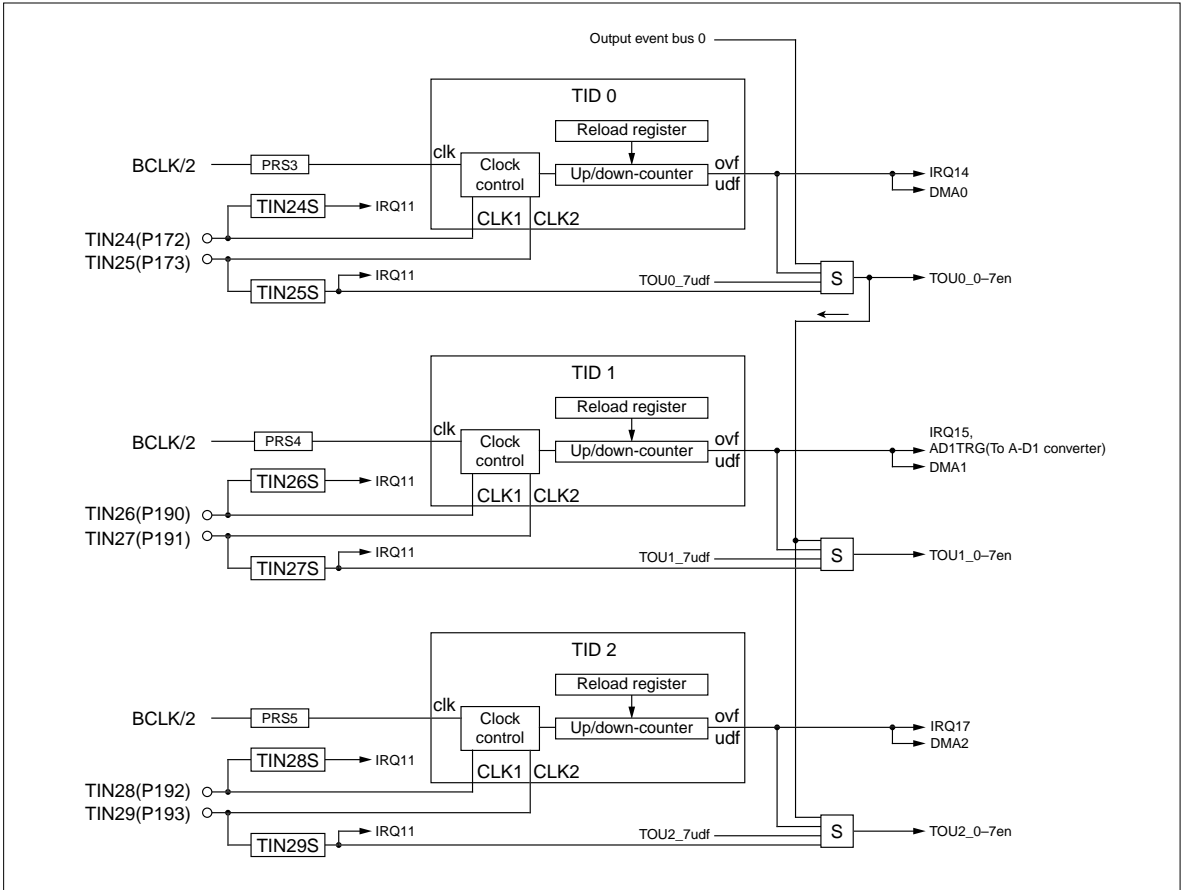 Output event bus 0
TID 0
Reload register
clk
Clock
control
Up/down-counter
ovf
udf
BCLK/2
PRS3
IRQ14
DMA0
TIN24S
IRQ11
CLK1
CLK2
TIN24(P172)
TIN25(P173)
IRQ11
TIN25S
TOU0_7udf
S
TOU0_0–7en
TID 1
Reload register
clk
Clock
control
Up/down-counter
ovf
udf
BCLK/2
PRS4
IRQ15,
AD1TRG(To A-D1 converter)
DMA1
TIN26S
IRQ11
CLK1
CLK2
TIN26(P190)
TIN27(P191)
IRQ11
TIN27S
TOU1_7udf
S
TOU1_0–7en
TID 2
Reload register
clk
Clock
control
Up/down-counter
ovf
udf
BCLK/2
PRS5
IRQ17
DMA2
TIN28S
IRQ11
CLK1
CLK2
TIN28(P192)
TIN29(P193)
IRQ11
TIN29S
TOU2_7udf
S
TOU2_0–7en